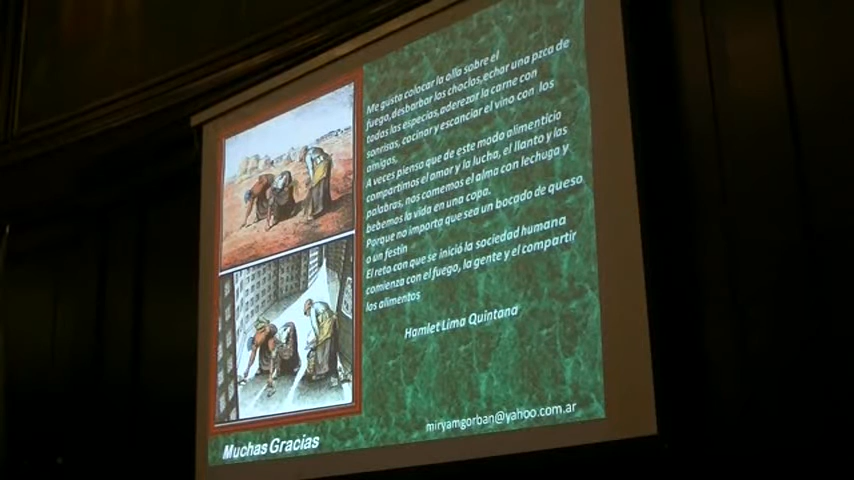 Me gusta colocar la olla sobre el
fuego, desbarbar los choclos, echar una pzca de
todas las especias, aderezar la carne con
sonrisas, cocinar y escanciar el vino con los
amigos.
A veces pienso que de este modo alimenticio
compartimos el amor y la lucha, el llanto y las
palabras, nos comemos el alma con lechuga y
bebemos la vida en una copa.
Porque no importa que sea un bocado de queso
o un festin
El reto con que se inició la sociedad humana
comienza con el fuego, la gente y el compartir
los alimentos
Hamlet Lima Quintana
miryamgorban@yahoo.com.ar
Muchas Gracias